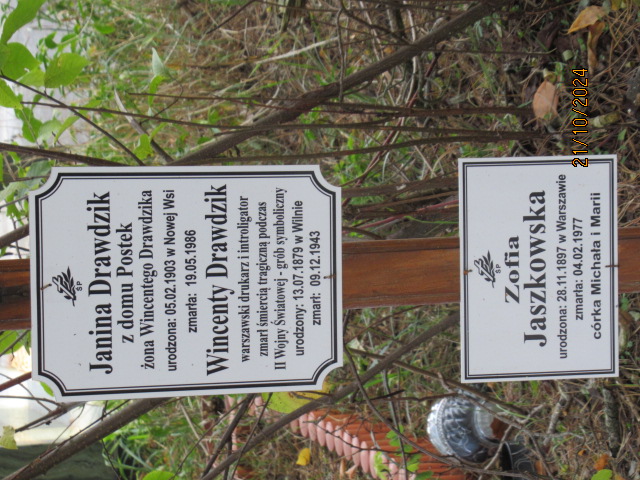 ŚP
Janina Drawdzik
z domu Postek
żona Wincentego Drawdzika
urodzona: 05.02.1903 w Nowej Wsi
zmarła: 19.05.1986
Wincenty Drawdzik
warszawski drukarz i introligator
zmarł śmiercią tragiczną podczas
II Wojny Światowej - grób symboliczny
urodzony: 13.07.1879 w Wilnie
zmarł: 09.12.1943
ŚP
Zofia
Jaszkowska
urodzona: 28.11.1897 w Warszawie
zmarła: 04.02.1977
córka Michała i Marii
21/10/2024